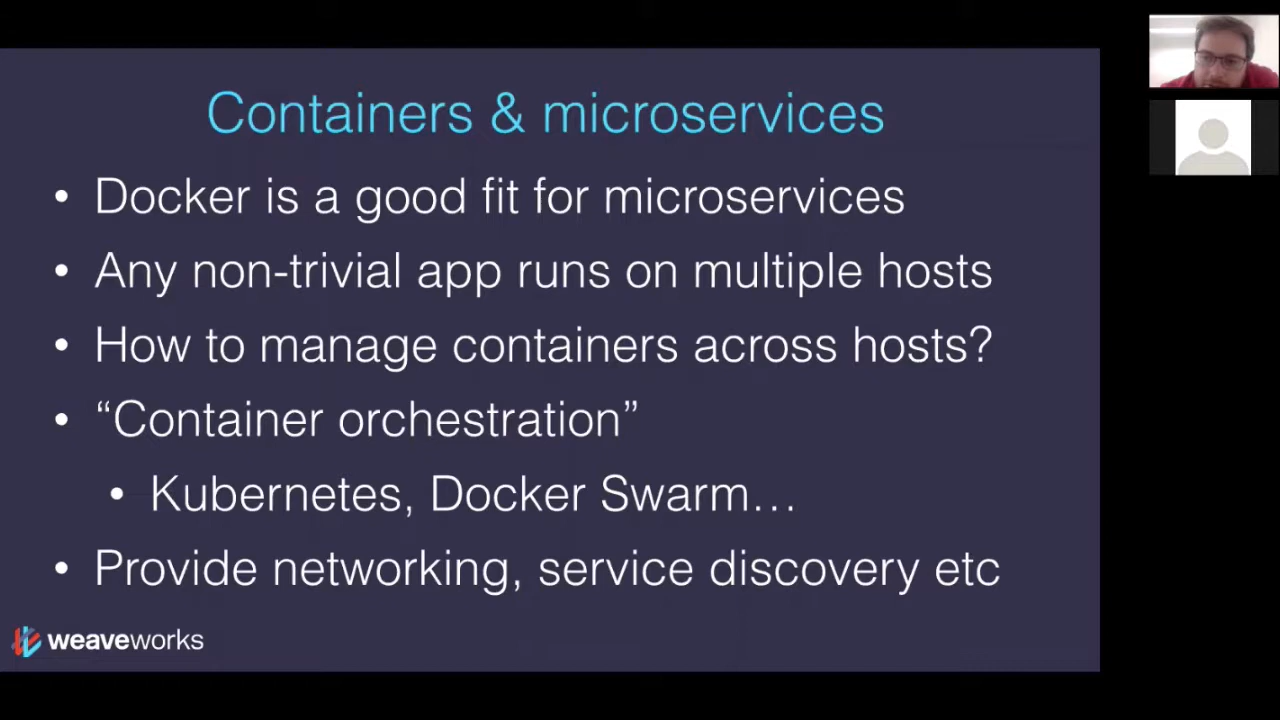 Containers & microservices
• Docker is a good fit for microservices
• Any non-trivial app runs on multiple hosts
• How to manage containers across hosts?
• “Container orchestration”
• Kubernetes, Docker Swarm…
• Provide networking, service discovery etc
weaveworks